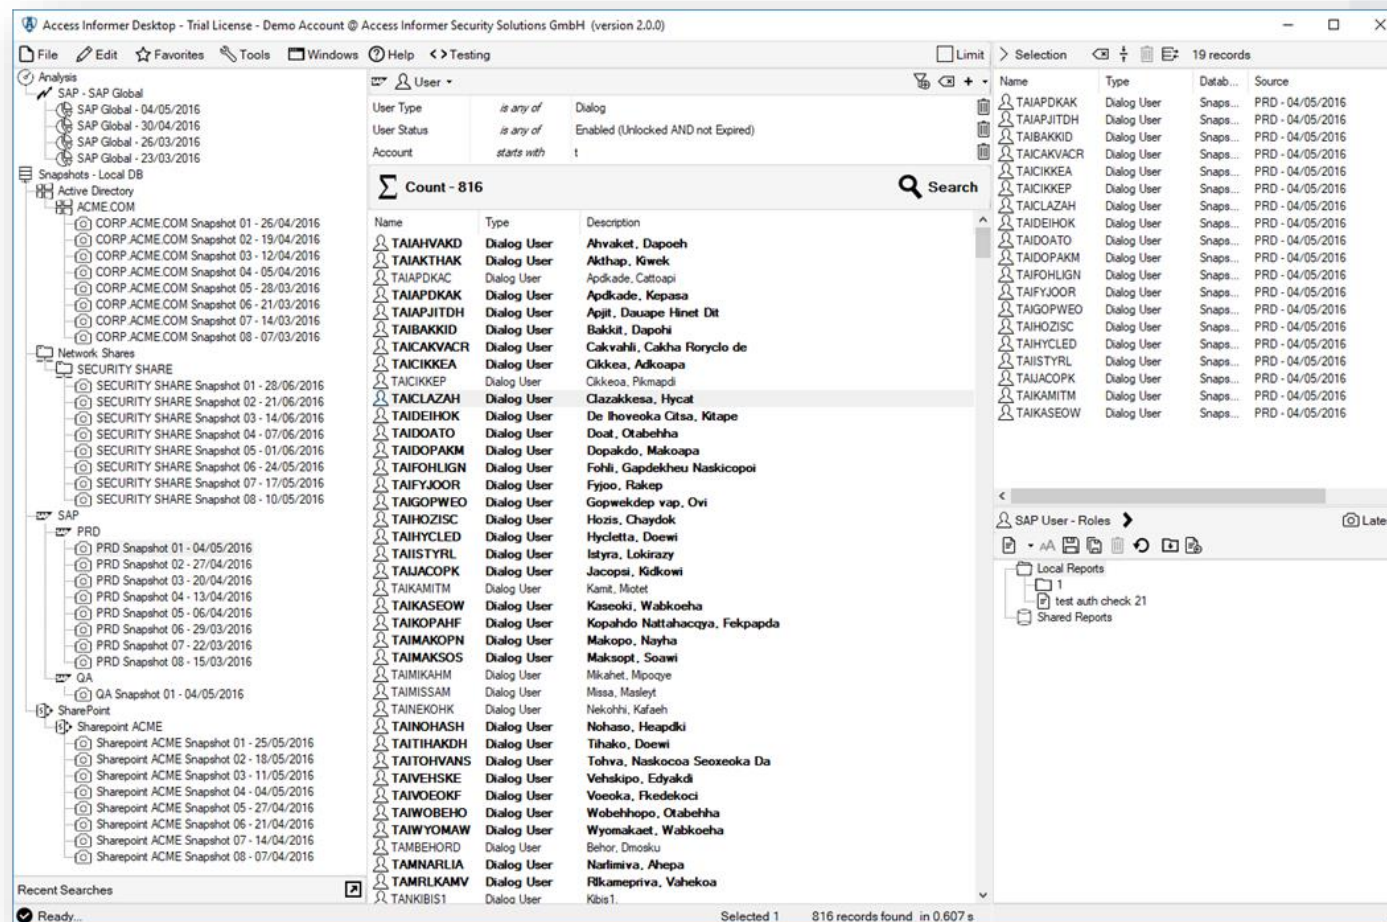 Access Informer Desktop - Trial License - Demo Account @ Access Informer Security Solutions GmbH (version 2.0.0)
File Edit Favorites Tools Windows Help <> Testing Limit
Analysis
SAP - SAP Global
SAP Global - 04/05/2016
SAP Global - 30/04/2016
SAP Global - 26/03/2016
SAP Global - 23/03/2016
Snapshots - Local DB
Active Directory
ACME.COM
CORP.ACME.COM Snapshot 01 - 26/04/2016
CORP.ACME.COM Snapshot 02 - 19/04/2016
CORP.ACME.COM Snapshot 03 - 12/04/2016
CORP.ACME.COM Snapshot 04 - 05/04/2016
CORP.ACME.COM Snapshot 05 - 28/03/2016
CORP.ACME.COM Snapshot 06 - 21/03/2016
CORP.ACME.COM Snapshot 07 - 14/03/2016
CORP.ACME.COM Snapshot 08 - 07/03/2016
Network Shares
SECURITY SHARE
SECURITY SHARE Snapshot 01 - 28/06/2016
SECURITY SHARE Snapshot 02 - 21/06/2016
SECURITY SHARE Snapshot 03 - 14/06/2016
SECURITY SHARE Snapshot 04 - 07/06/2016
SECURITY SHARE Snapshot 05 - 01/06/2016
SECURITY SHARE Snapshot 06 - 24/05/2016
SECURITY SHARE Snapshot 07 - 17/05/2016
SECURITY SHARE Snapshot 08 - 10/05/2016
SAP
PRD
PRD Snapshot 01 - 04/05/2016
PRD Snapshot 02 - 27/04/2016
PRD Snapshot 03 - 20/04/2016
PRD Snapshot 04 - 13/04/2016
PRD Snapshot 05 - 06/04/2016
PRD Snapshot 06 - 29/03/2016
PRD Snapshot 07 - 22/03/2016
PRD Snapshot 08 - 15/03/2016
QA
QA Snapshot 01 - 04/05/2016
SharePoint
Sharepoint ACME
Sharepoint ACME Snapshot 01 - 25/05/2016
Sharepoint ACME Snapshot 02 - 18/05/2016
Sharepoint ACME Snapshot 03 - 11/05/2016
Sharepoint ACME Snapshot 04 - 04/05/2016
Sharepoint ACME Snapshot 05 - 27/04/2016
Sharepoint ACME Snapshot 06 - 21/04/2016
Sharepoint ACME Snapshot 07 - 14/04/2016
Sharepoint ACME Snapshot 08 - 07/04/2016
Recent Searches
User
User Type is any of Dialog
User Status is any of Enabled (Unlocked AND not Expired)
Account starts with t
Σ Count - 816 Search
Name Type Description
TAIAHVAKD Dialog User Ahvaket, Dapoeh
TAIAKTHAK Dialog User Akthap, Kiwek
TAIAPDKAC Dialog User Apdkade, Cattoapi
TAIAPDKAK Dialog User Apdkade, Kepasa
TAIAPJITDH Dialog User Apjit, Dauape Hinet Dit
TAIBAKKID Dialog User Bakkit, Dapohi
TAICAKVACR Dialog User Cakvahli, Cakha Roryclo de
TAICIKKEA Dialog User Cikkea, Adkoapa
TAICIKKEP Dialog User Cikkeoa, Pikmapdi
TAICLAZAH Dialog User Clazakkesa, Hycat
TAIDEIHOK Dialog User De Ihoveoka Citsa, Kitape
TAIDOATO Dialog User Doat, Otabehha
TAIDOPAKM Dialog User Dopakdo, Makoapa
TAIFOHLIGN Dialog User Fohli, Gapdekheu Naskicopoi
TAIFYJOOR Dialog User Fyjoo, Rakep
TAIGOPWEO Dialog User Gopwekdep vap, Ovi
TAIHOZISC Dialog User Hozis, Chaydok
TAIHYCLED Dialog User Hycletta, Doewi
TAIISTYRL Dialog User Istyra, Lokirazy
TAIJACOPK Dialog User Jacopsi, Kidkowi
TAIKAMITM Dialog User Kamit, Miotet
TAIKASEOW Dialog User Kaseoki, Wabkoeha
TAIKOPAHF Dialog User Kopahdo Nattahacqya, Fekpapda
TAIMAKOPN Dialog User Makopo, Nayha
TAIMAKSOS Dialog User Maksopt, Soawi
TAIMIKAHM Dialog User Mikahet, Mipoqye
TAIMISSAM Dialog User Missa, Masleyt
TAINEKOHK Dialog User Nekohhi, Kafaeh
TAINOHASH Dialog User Nohaso, Heapdki
TAITIHAKDH Dialog User Tihako, Doewi
TAITOHVANS Dialog User Tohva, Naskocoa Seoxeoka Da
TAIVEHSKE Dialog User Vehskipo, Edyakdi
TAIVOEOKF Dialog User Voeoka, Fkedekoci
TAIWOBEHO Dialog User Wobehhopo, Otabehha
TAIWYOMAW Dialog User Wyomakaet, Wabkoeha
TAMBEHORD Dialog User Behor, Dmosku
TAMNARLIA Dialog User Narlimiva, Ahepa
TAMRLKAMV Dialog User Rlkamepriva, Vahekoa
TANKIBIS1 Dialog User Kibis1,
Selection 19 records
Name Type Datab... Source
TAIAPDKAK Dialog User Snaps... PRD - 04/05/2016
TAIAPJITDH Dialog User Snaps... PRD - 04/05/2016
TAIBAKKID Dialog User Snaps... PRD - 04/05/2016
TAICAKVACR Dialog User Snaps... PRD - 04/05/2016
TAICIKKEA Dialog User Snaps... PRD - 04/05/2016
TAICIKKEP Dialog User Snaps... PRD - 04/05/2016
TAICLAZAH Dialog User Snaps... PRD - 04/05/2016
TAIDEIHOK Dialog User Snaps... PRD - 04/05/2016
TAIDOATO Dialog User Snaps... PRD - 04/05/2016
TAIDOPAKM Dialog User Snaps... PRD - 04/05/2016
TAIFOHLIGN Dialog User Snaps... PRD - 04/05/2016
TAIFYJOOR Dialog User Snaps... PRD - 04/05/2016
TAIGOPWEO Dialog User Snaps... PRD - 04/05/2016
TAIHOZISC Dialog User Snaps... PRD - 04/05/2016
TAIHYCLED Dialog User Snaps... PRD - 04/05/2016
TAIISTYRL Dialog User Snaps... PRD - 04/05/2016
TAIJACOPK Dialog User Snaps... PRD - 04/05/2016
TAIKAMITM Dialog User Snaps... PRD - 04/05/2016
TAIKASEOW Dialog User Snaps... PRD - 04/05/2016
SAP User - Roles Late
Local Reports
1
test auth check 21
Shared Reports
Ready... Selected 1 816 records found in 0.607 s